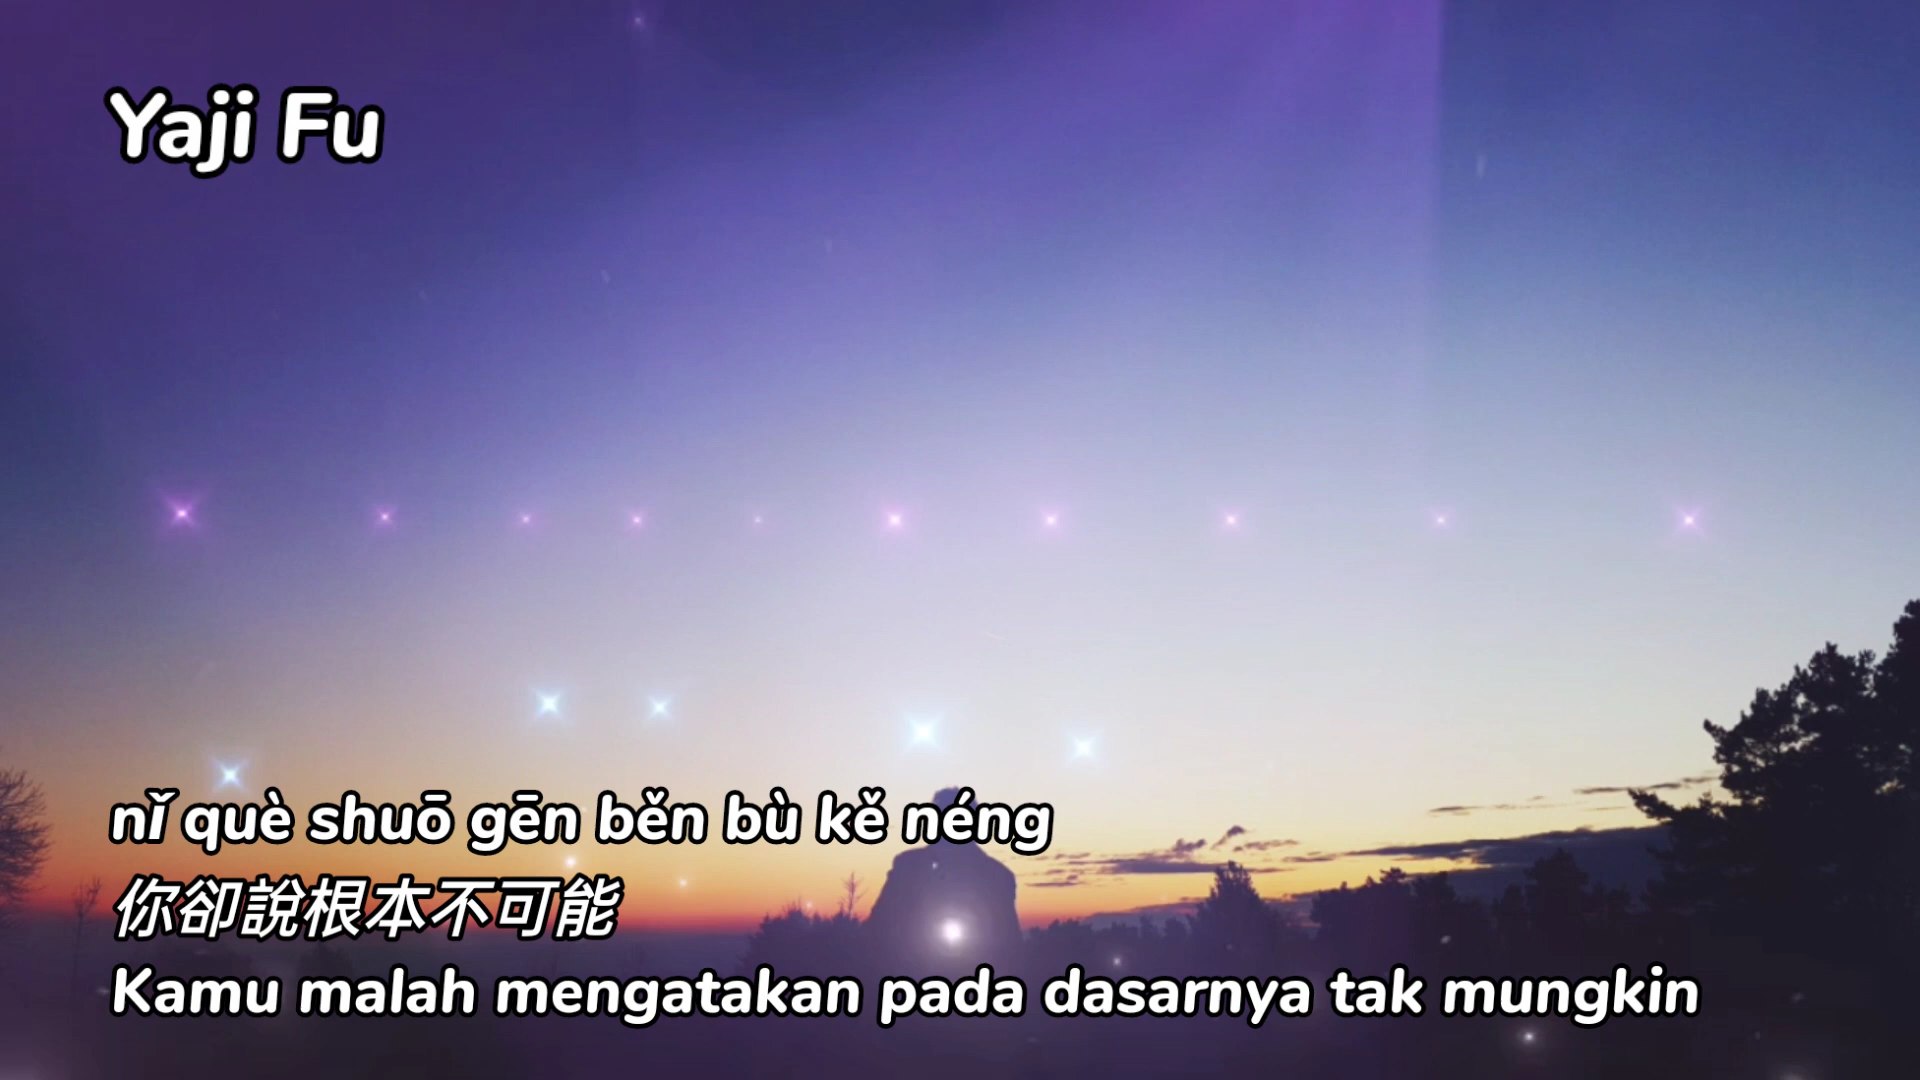 Yaji Fu
nǐ què shuō gēn běn bù kě néng
你卻說根本不可能
Kamu malah mengatakan pada dasarnya tak mungkin